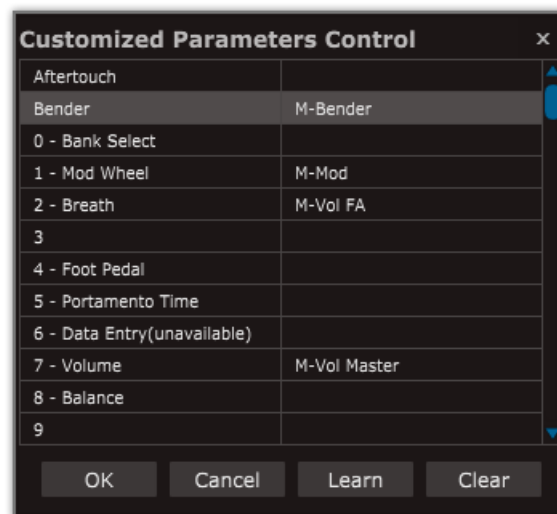 Customized Parameters Control x
Aftertouch
Bender M-Bender
0 - Bank Select
1 - Mod Wheel M-Mod
2 - Breath M-Vol FA
3
4 - Foot Pedal
5 - Portamento Time
6 - Data Entry(unavailable)
7 - Volume M-Vol Master
8 - Balance
9
OK Cancel Learn Clear